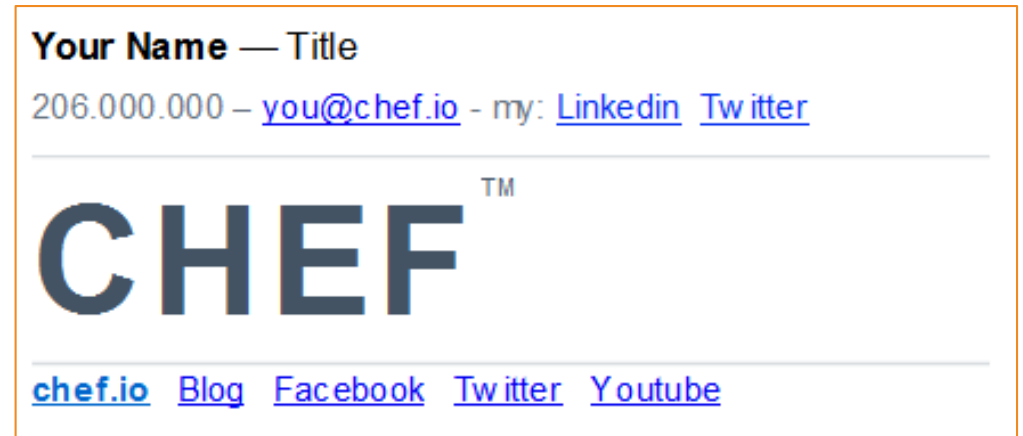 Your Name — Title
206.000.000 – you@chef.io - my: Linkedin Twitter
CHEF™
chef.io Blog Facebook Twitter Youtube